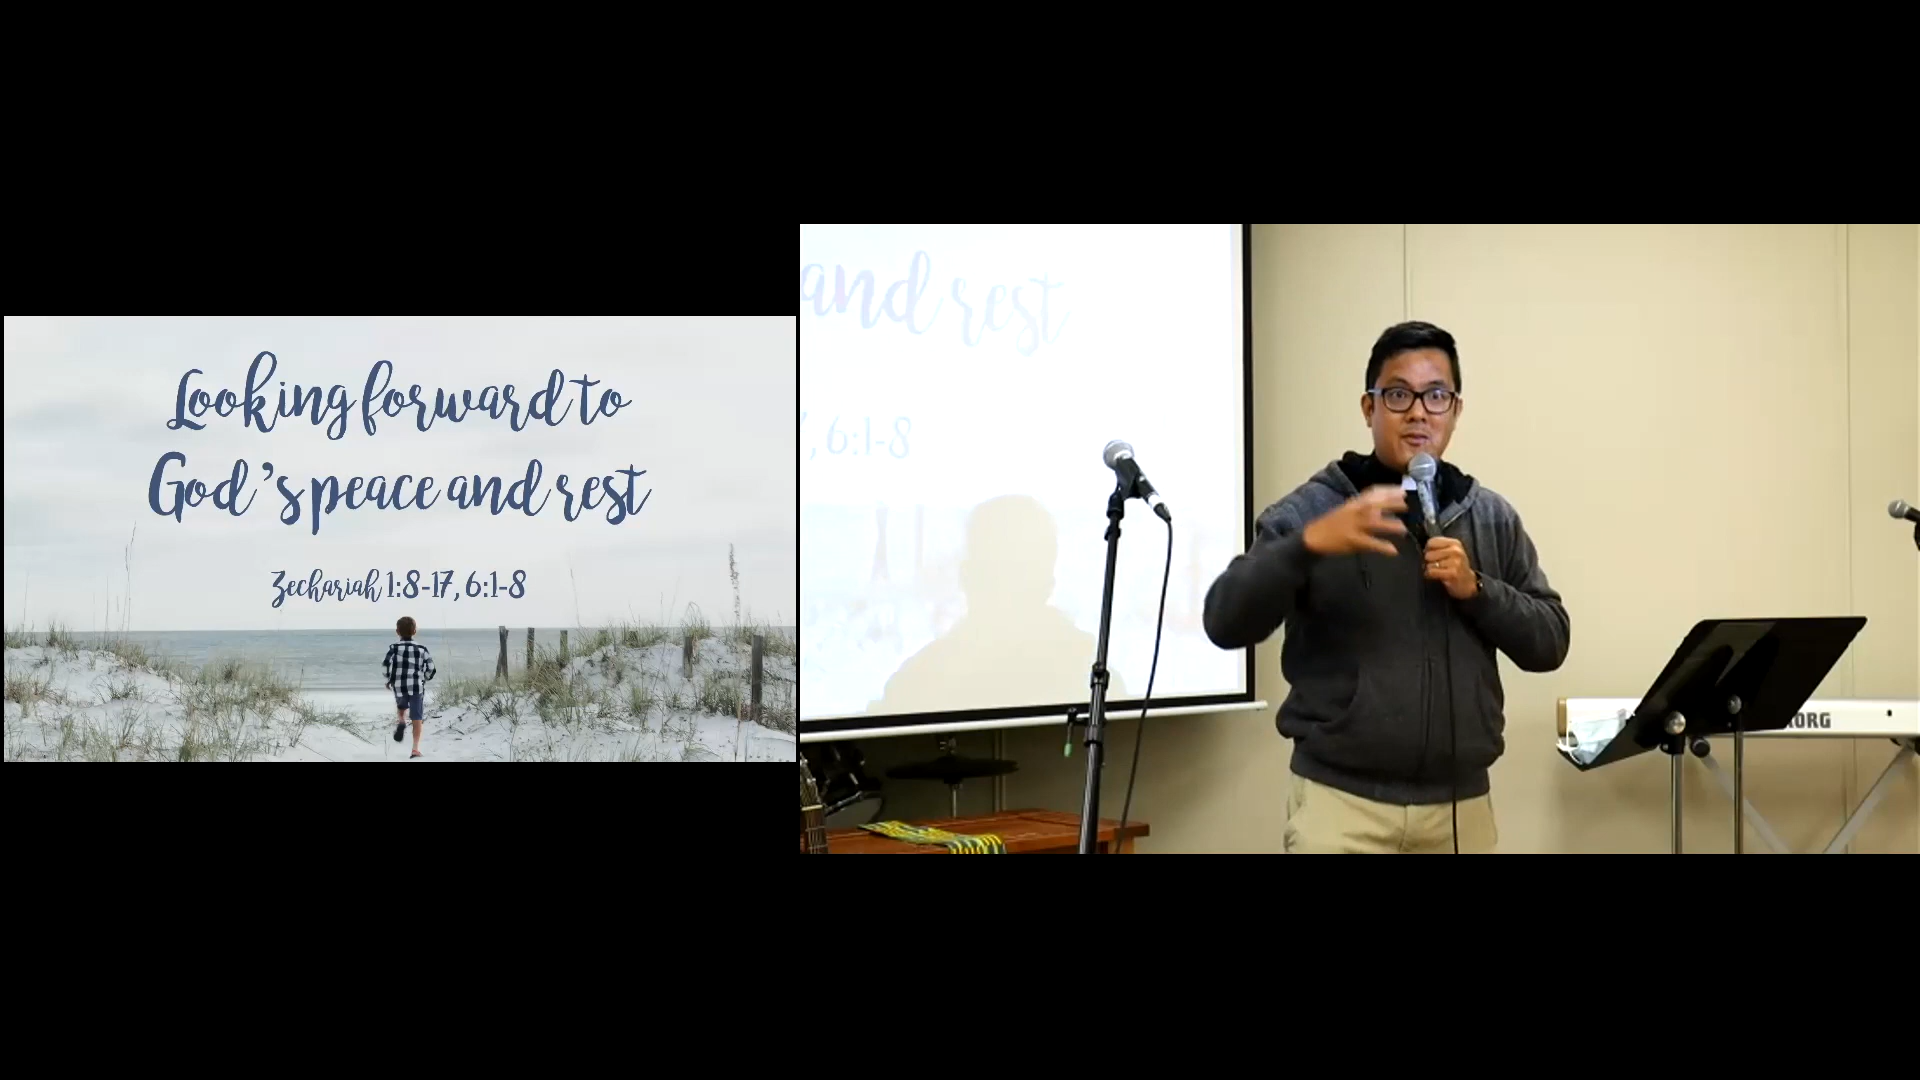 Looking forward to
God's peace and rest
Zechariah 1:8-17, 6:1-8
and rest
, 6:1-8
KORG